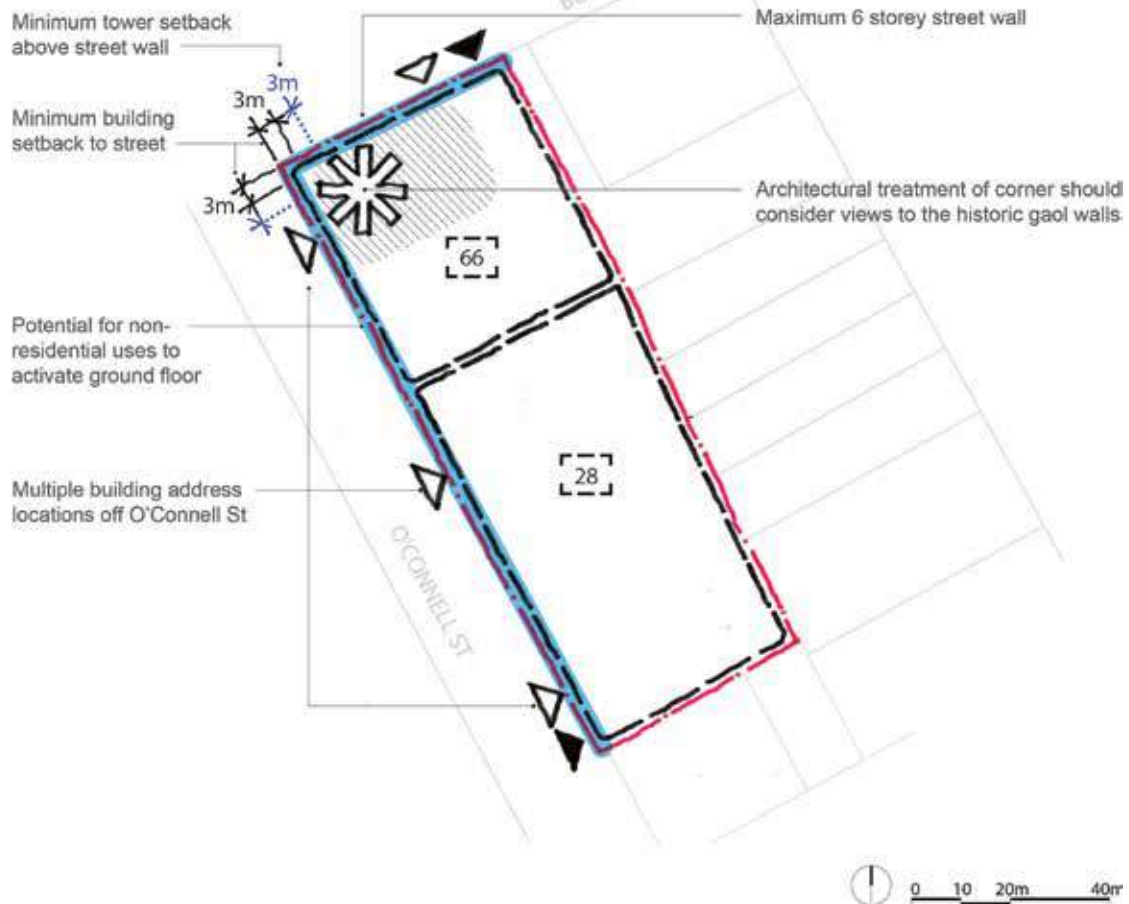 Minimum tower setback
above street wall
3m
3m
Minimum building
setback to street
3m
Maximum 6 storey street wall
Architectural treatment of corner should
consider views to the historic gaol walls
66
Potential for non-
residential uses to
activate ground floor
28
Multiple building address
locations off O'Connell St
O'CONNELL ST
0 10 20m 40m